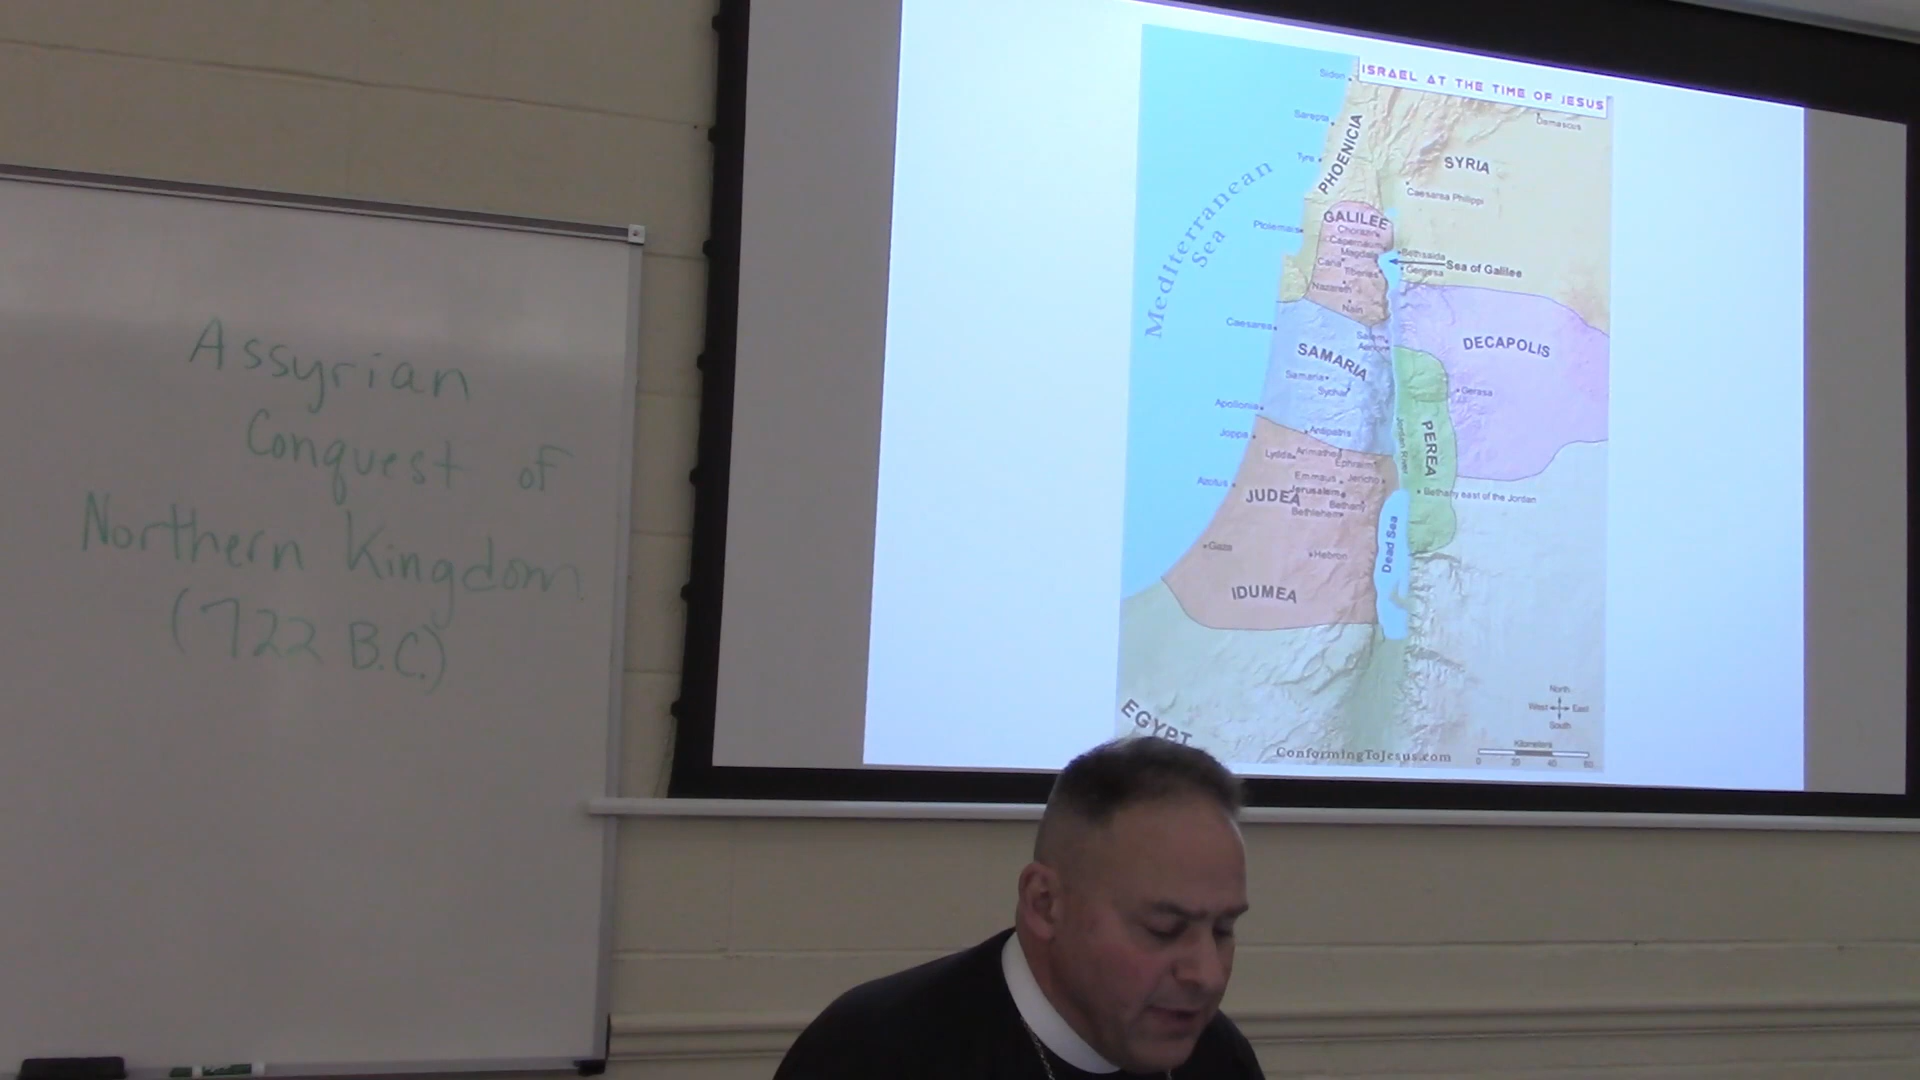 Assyrian
Conquest of
Northern Kingdom
(722 B.C.)
ISRAEL AT THE TIME OF JESUS
Sidon
Damascus
Sarepta
PHOENICIA
SYRIA
Tyre
Caesarea Philippi
Mediterranean
Sea
GALILEE
Chorazin
Ptolemais
Capernaum
Magdala
Bethsaida
Cana
Sea of Galilee
Tiberias
Gergesa
Nazareth
Nain
Caesarea
Salim
Aenon
DECAPOLIS
SAMARIA
Samaria
Sychar
Gerasa
Apollonia
Joppa
Antipatris
PEREA
Jordan River
Lydda
Arimathea
Ephraim
Emmaus
Jericho
Azotus
JUDEA
Jerusalem
Bethany
Bethany east of the Jordan
Bethlehem
Dead Sea
Gaza
Hebron
IDUMEA
North
West
East
South
EGYPT
ConformingToJesus.com
Kilometers
0 20 40 60